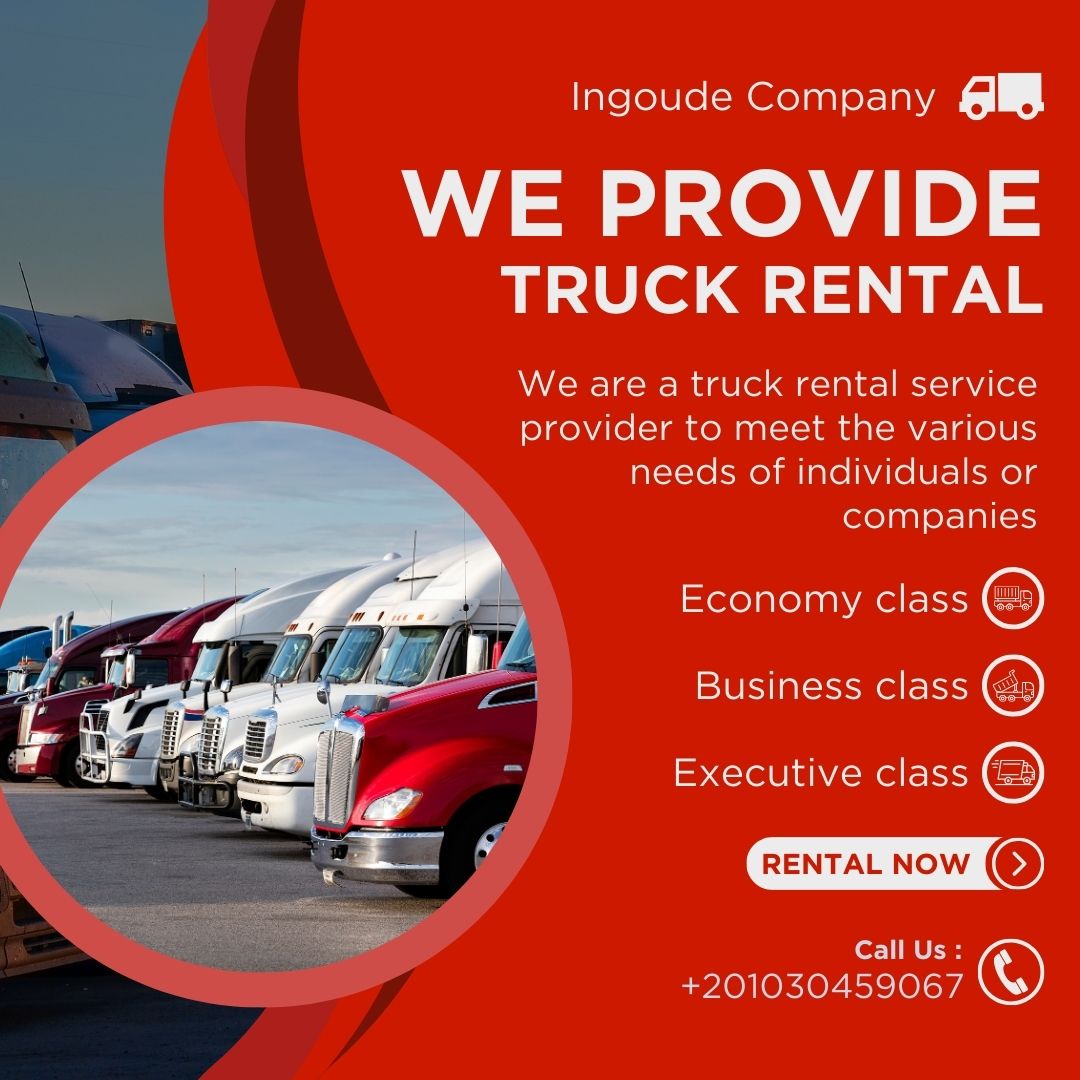 Ingoude Company
WE PROVIDE
TRUCK RENTAL
We are a truck rental service
provider to meet the various
needs of individuals or
companies
Economy class
Business class
Executive class
RENTAL NOW
Call Us :
+201030459067